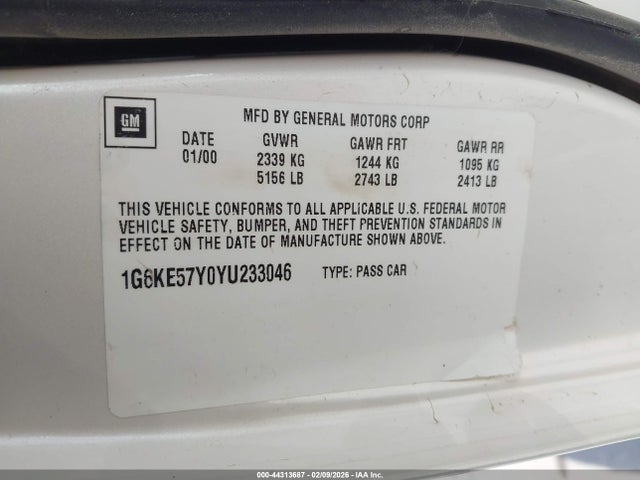 GM
MFD BY GENERAL MOTORS CORP
DATE GVWR GAWR FRT GAWR RR
01/00 2339 KG 1244 KG 1095 KG
5156 LB 2743 LB 2413 LB
THIS VEHICLE CONFORMS TO ALL APPLICABLE U.S. FEDERAL MOTOR
VEHICLE SAFETY, BUMPER, AND THEFT PREVENTION STANDARDS IN
EFFECT ON THE DATE OF MANUFACTURE SHOWN ABOVE.
1G6KE57Y0YU233046 TYPE: PASS CAR
000-44313687 - 02/09/2026 - IAA Inc.